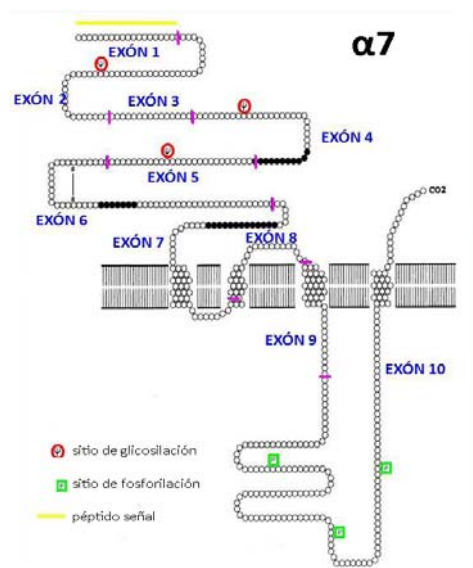 α7
EXÓN 1
EXÓN 2
EXÓN 3
EXÓN 4
EXÓN 5
EXÓN 6
EXÓN 7
EXÓN 8
CO2
EXÓN 9
EXÓN 10
sitio de glicosilación
sitio de fosforilación
péptido señal